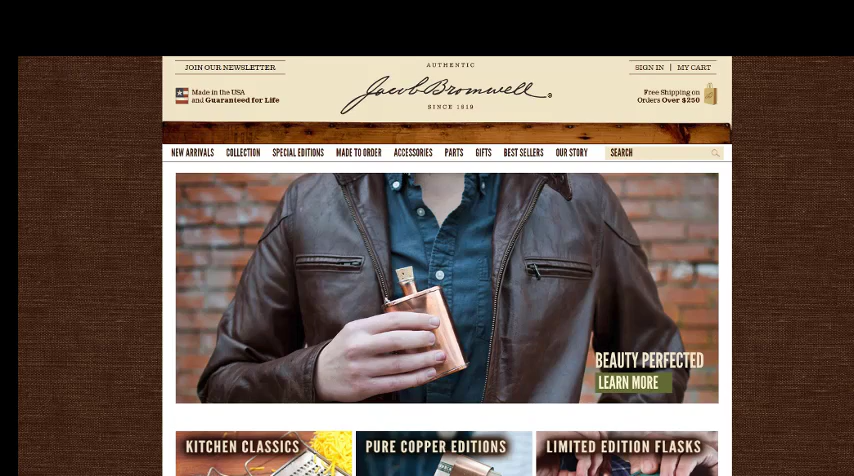 JOIN OUR NEWSLETTER
Made in the USA
and Guaranteed for Life
AUTHENTIC
Jacob Bromwell®
SINCE 1819
SIGN IN | MY CART
Free Shipping on
Orders Over $250
NEW ARRIVALS COLLECTION SPECIAL EDITIONS MADE TO ORDER ACCESSORIES PARTS GIFTS BEST SELLERS OUR STORY SEARCH
BEAUTY PERFECTED
LEARN MORE
KITCHEN CLASSICS
PURE COPPER EDITIONS
LIMITED EDITION FLASKS